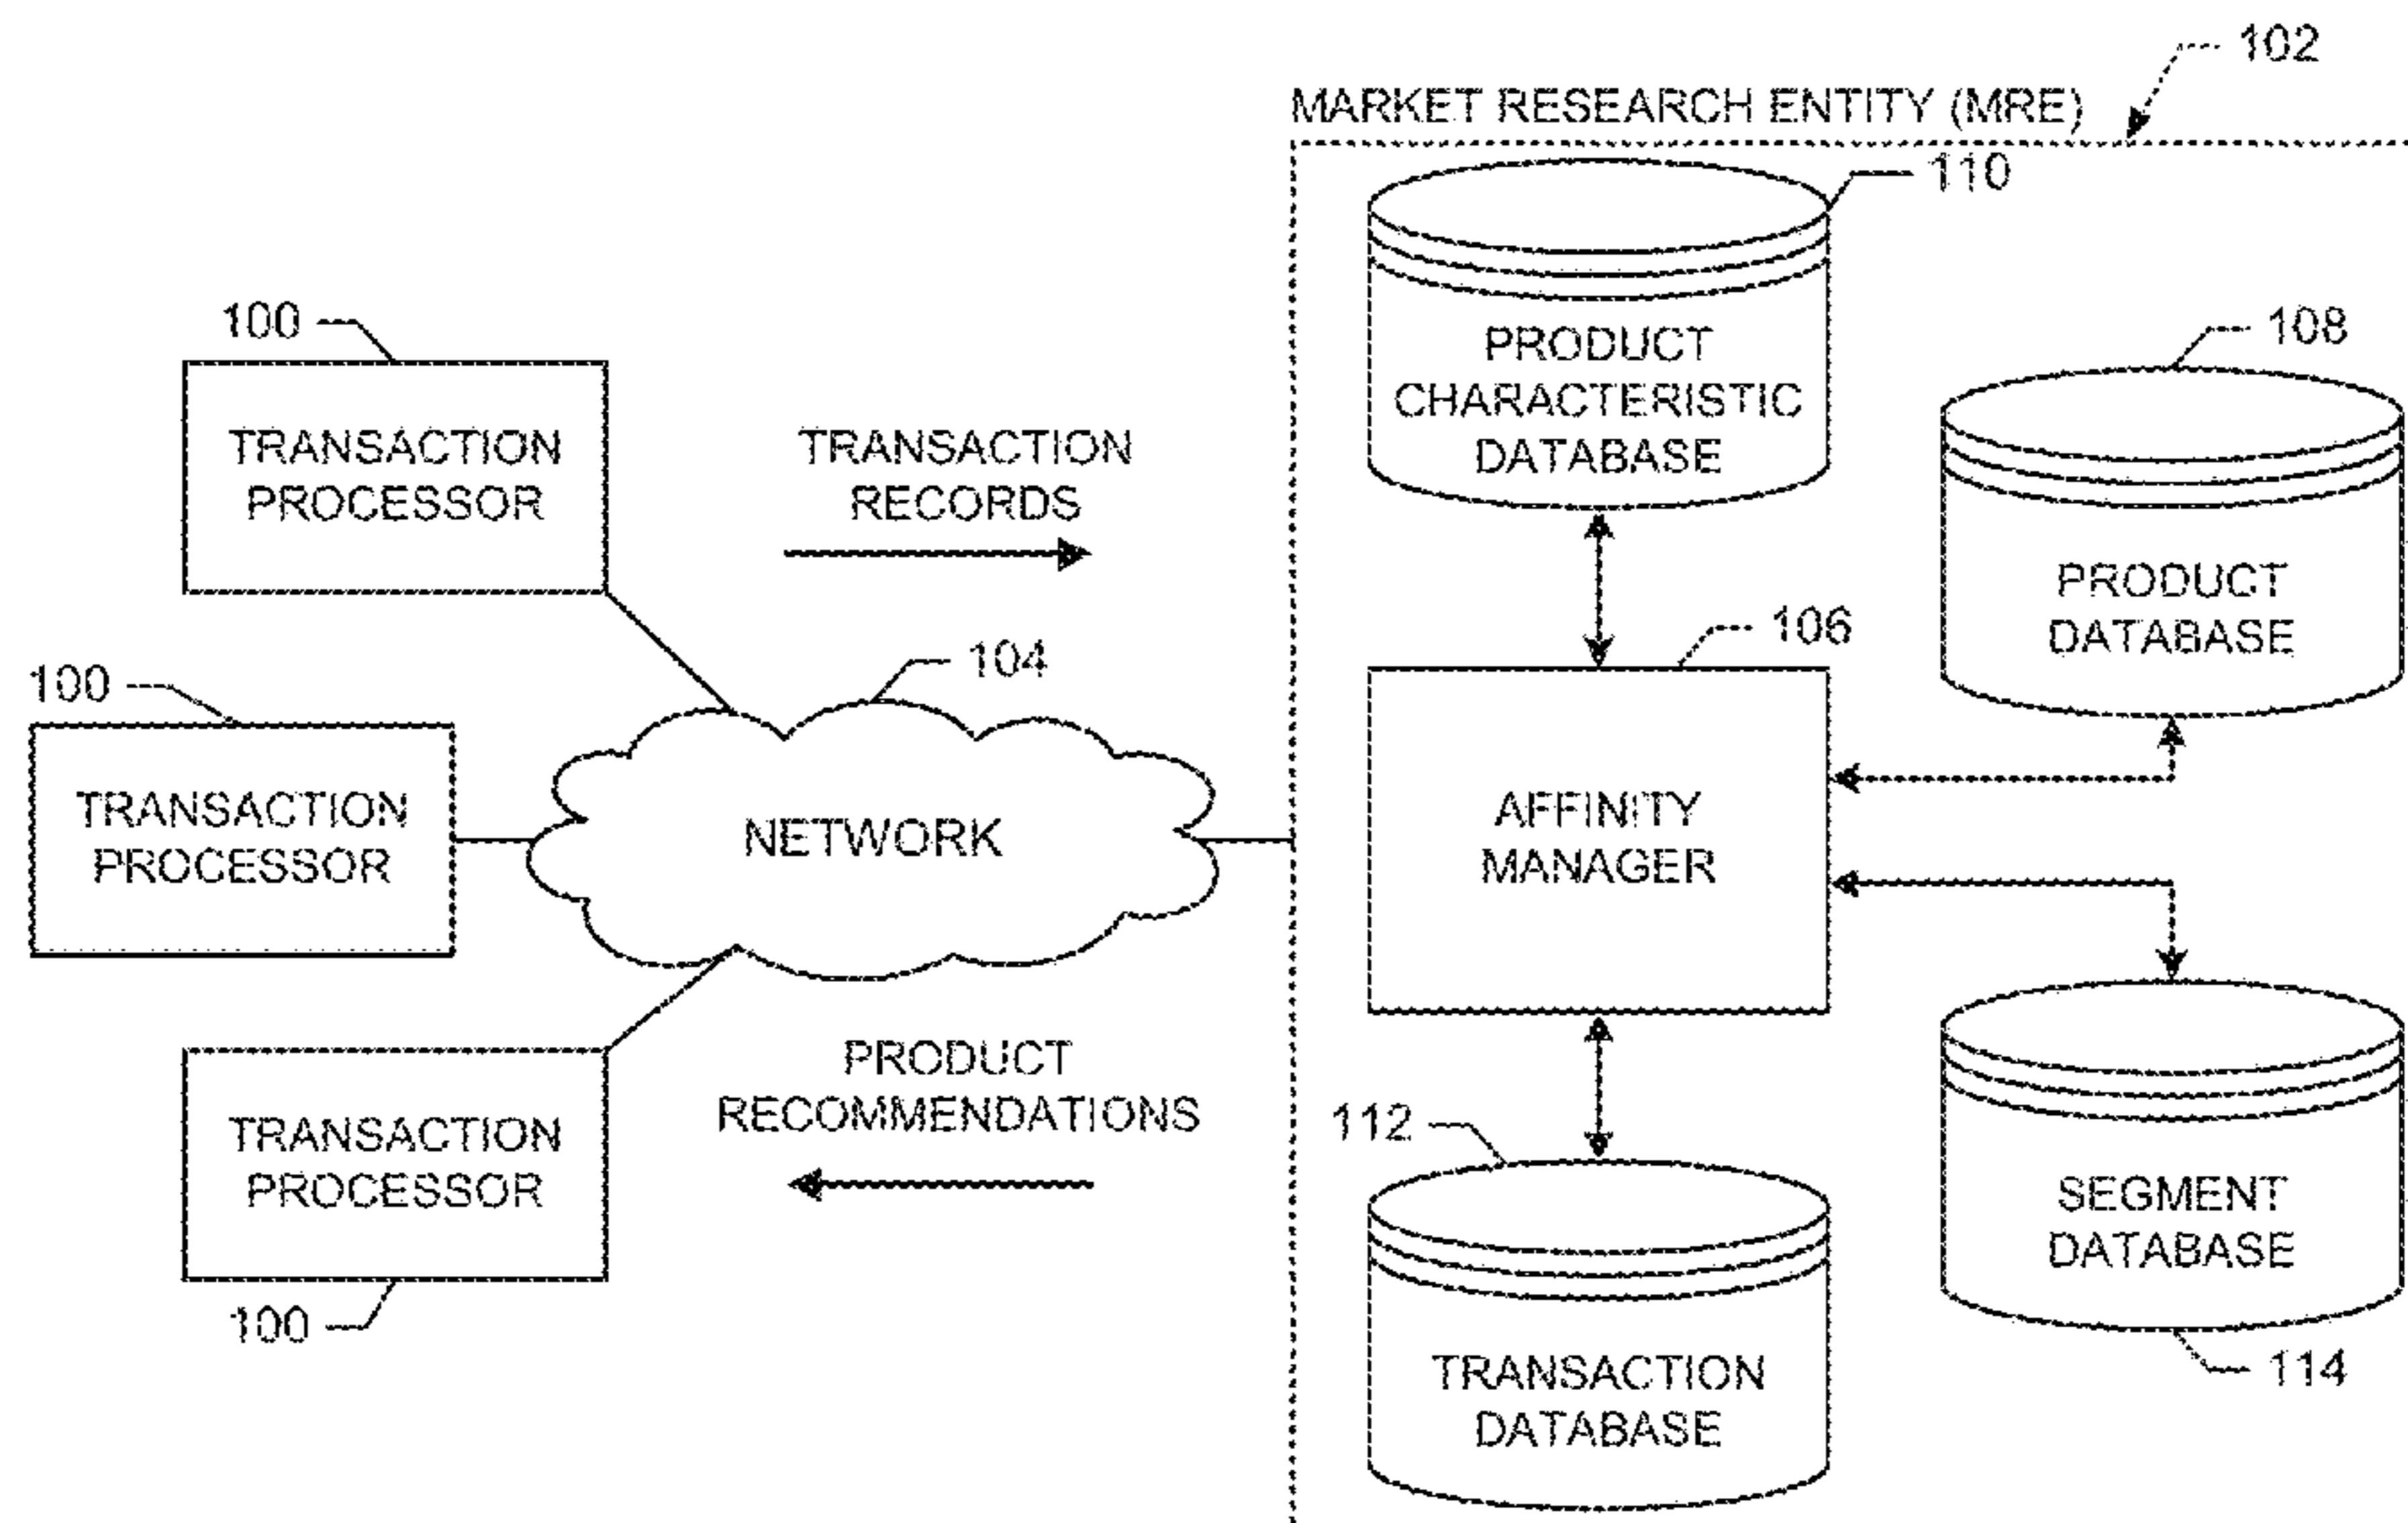 102
MARKET RESEARCH ENTITY (MRE)
110
100
PRODUCT
CHARACTERISTIC
DATABASE
108
TRANSACTION
PROCESSOR
TRANSACTION
RECORDS
PRODUCT
DATABASE
106
104
100
TRANSACTION
PROCESSOR
NETWORK
AFFINITY
MANAGER
PRODUCT
RECOMMENDATIONS
112
TRANSACTION
PROCESSOR
100
SEGMENT
DATABASE
114
TRANSACTION
DATABASE